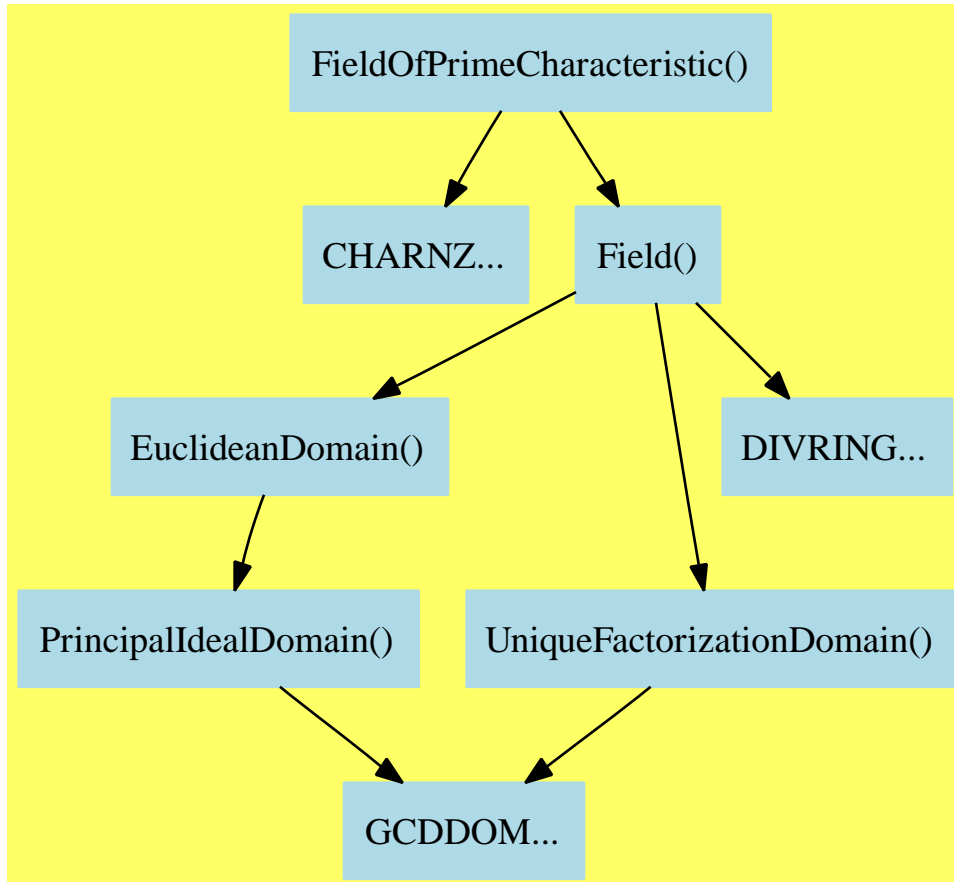 FieldOfPrimeCharacteristic()
CHARNZ...
Field()
EuclideanDomain()
DIVRING...
PrincipalIdealDomain()
UniqueFactorizationDomain()
GCDDOM...